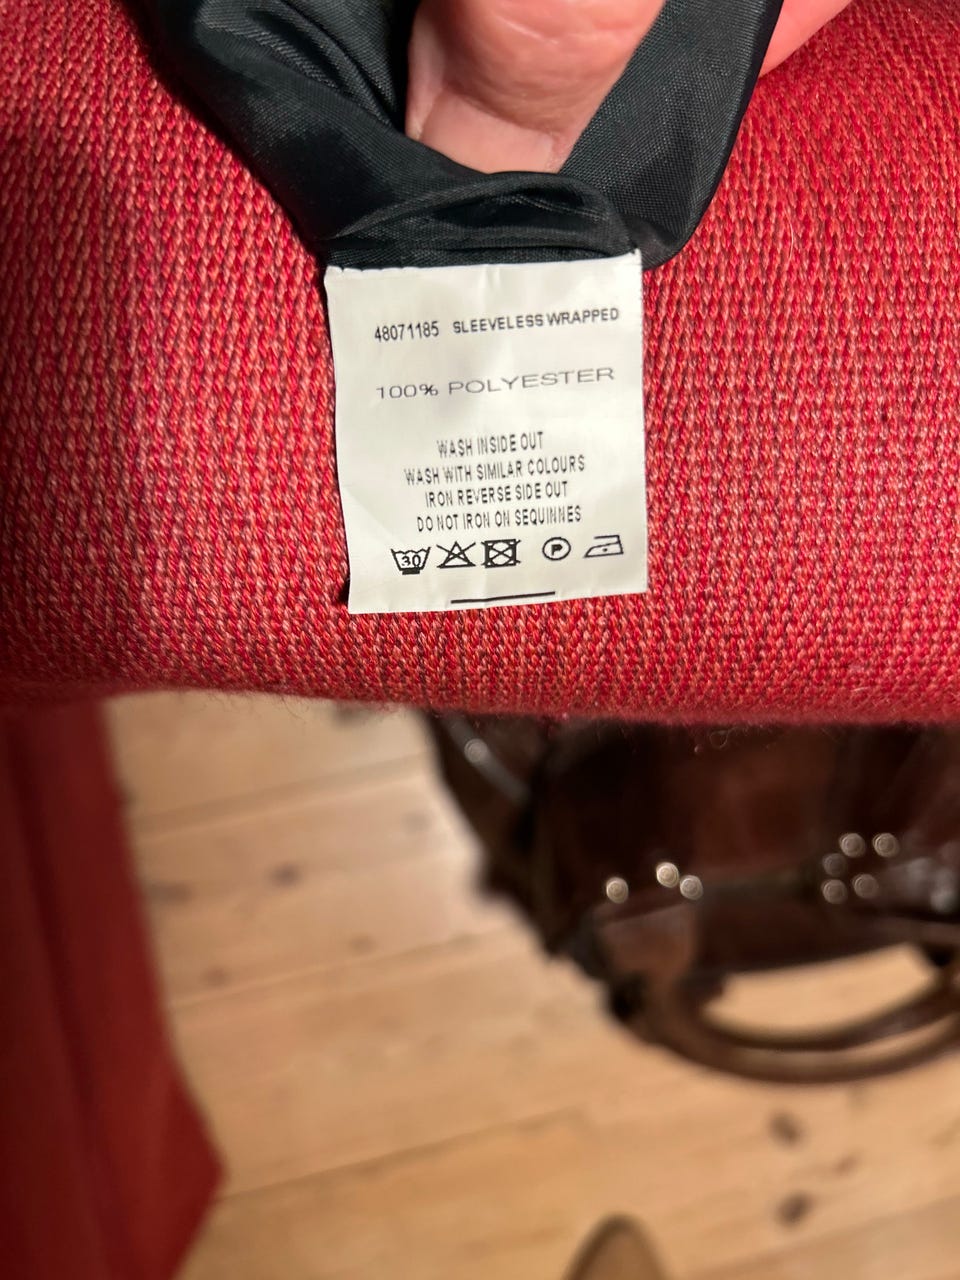 48071185 SLEEVELESS WRAPPED
100% POLYESTER
WASH INSIDE OUT
WASH WITH SIMILAR COLOURS
IRON REVERSE SIDE OUT
DO NOT IRON ON SEQUINNES
30 P